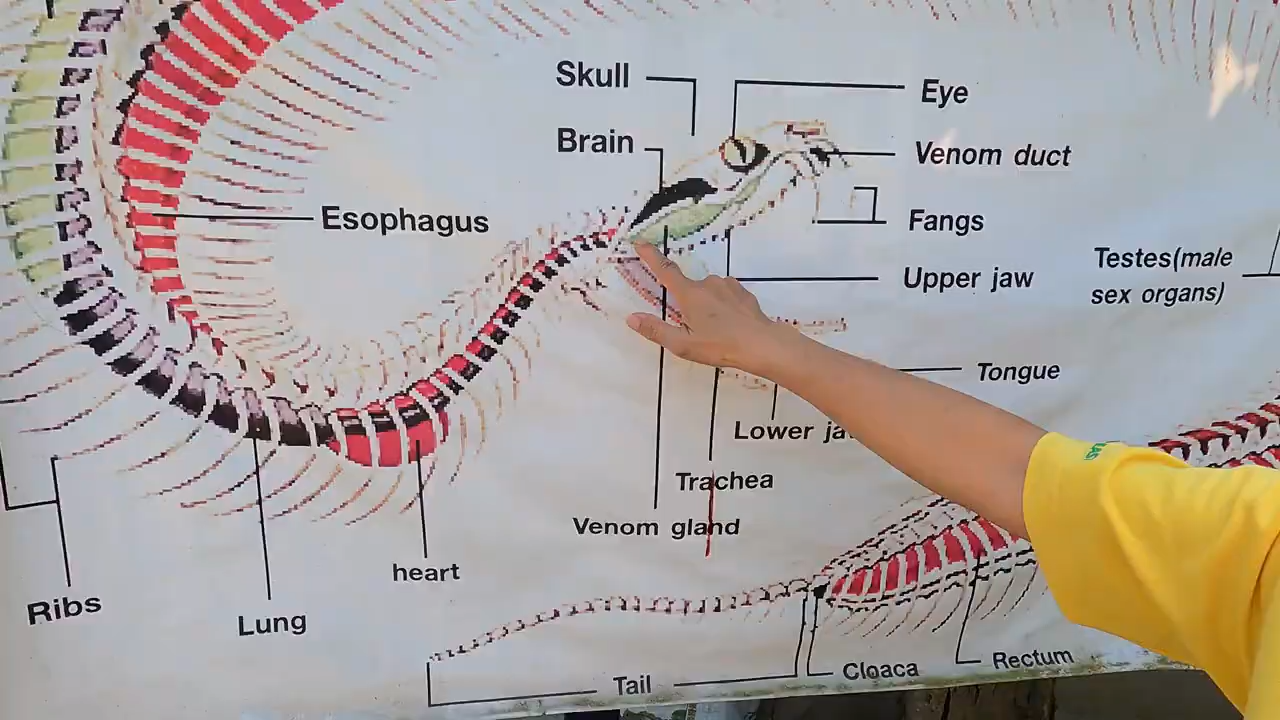 Skull
Eye
Brain
Venom duct
Esophagus
Fangs
Testes(male
sex organs)
Upper jaw
Tongue
Lower
Trachea
Venom gland
heart
Ribs
Lung
Cloaca
Rectum
Tail